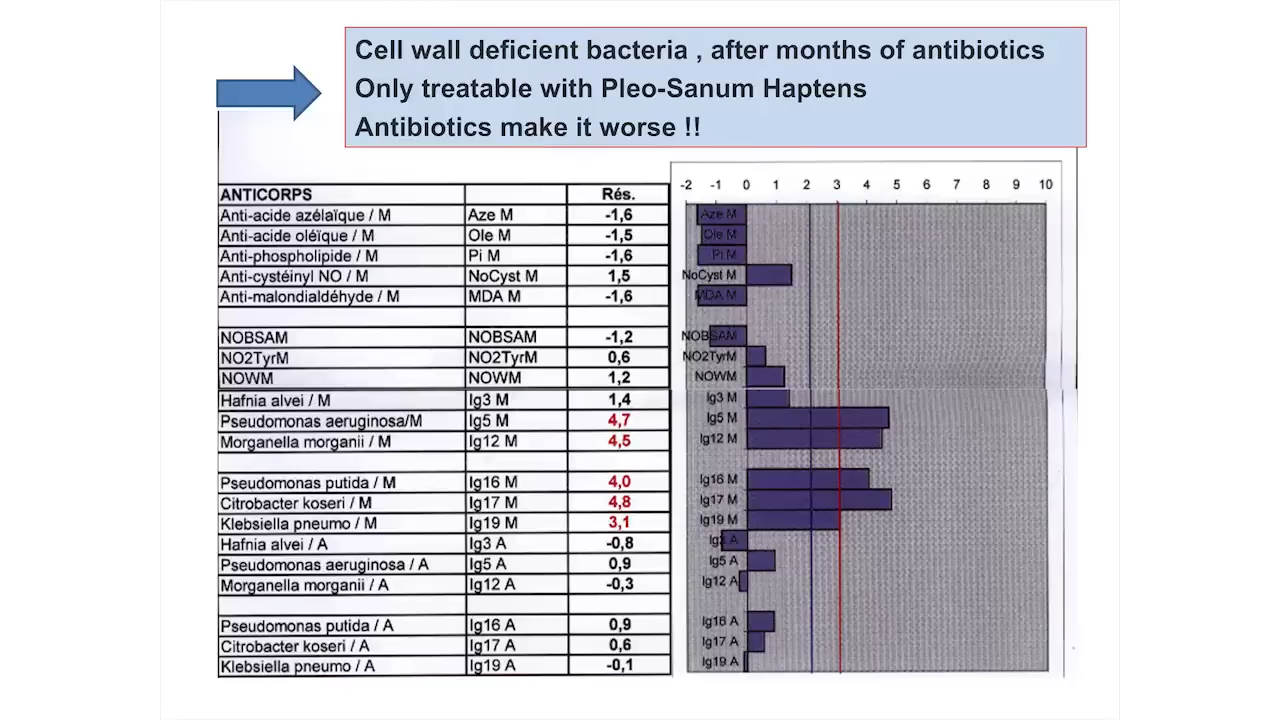 Cell wall deficient bacteria , after months of antibiotics
Only treatable with Pleo-Sanum Haptens
Antibiotics make it worse !!
-2 -1 0 1 2 3 4 5 6 7 8 9 10
ANTICORPS Rés.
Anti-acide azélaïque / M Aze M -1,6 Aze M
Anti-acide oléïque / M Ole M -1,5 Ole M
Anti-phospholipide / M Pi M -1,6 Pi M
Anti-cystéinyl NO / M NoCyst M 1,5 NoCyst M
Anti-malondialdéhyde / M MDA M -1,6 MDA M
NOBSAM NOBSAM -1,2 NOBSAM
NO2TyrM NO2TyrM 0,6 NO2TyrM
NOWM NOWM 1,2 NOWM
Hafnia alvei / M Ig3 M 1,4 Ig3 M
Pseudomonas aeruginosa/M Ig5 M 4,7 Ig5 M
Morganella morganii / M Ig12 M 4,5 Ig12 M
Pseudomonas putida / M Ig16 M 4,0 Ig16 M
Citrobacter koseri / M Ig17 M 4,8 Ig17 M
Klebsiella pneumo / M Ig19 M 3,1 Ig19 M
Hafnia alvei / A Ig3 A -0,8 Ig3 A
Pseudomonas aeruginosa / A Ig5 A 0,9 Ig5 A
Morganella morganii / A Ig12 A -0,3 Ig12 A
Pseudomonas putida / A Ig16 A 0,9 Ig16 A
Citrobacter koseri / A Ig17 A 0,6 Ig17 A
Klebsiella pneumo / A Ig19 A -0,1 Ig19 A